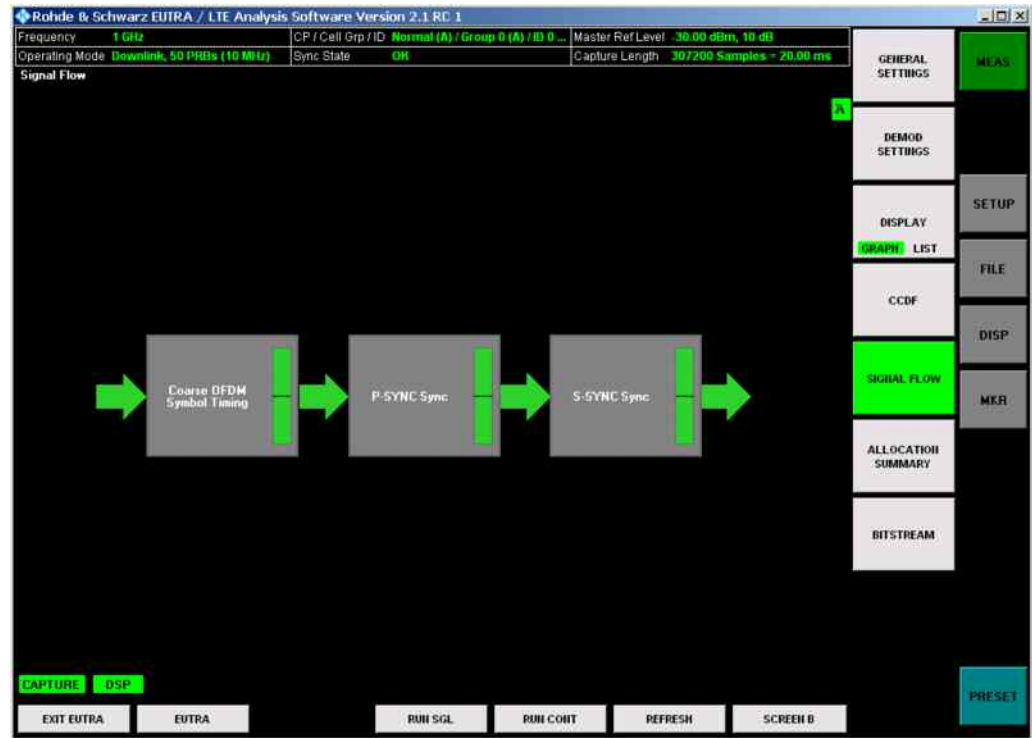 Rohde & Schwarz EUTRA / LTE Analysis Software Version 2.1 RC 1
Frequency 1 GHz CP / Cell Grp / ID Normal (A) / Group 0 (A) / ID 0 ... Master Ref Level -30.00 dBm, 10 dB
Operating Mode Downlink, 50 PRBs (10 MHz) Sync State OK Capture Length 307200 Samples = 20.00 ms
Signal Flow
A
GENERAL
SETTINGS
MEAS
DEMOD
SETTINGS
SETUP
DISPLAY
GRAPH LIST
FILE
CCDF
DISP
Coarse OFDM
Symbol Timing
P-SYNC Sync
S-SYNC Sync
SIGNAL FLOW
MKR
ALLOCATION
SUMMARY
BITSTREAM
CAPTURE DSP
PRESET
EXIT EUTRA EUTRA RUN SGL RUN CONT REFRESH SCREEN B